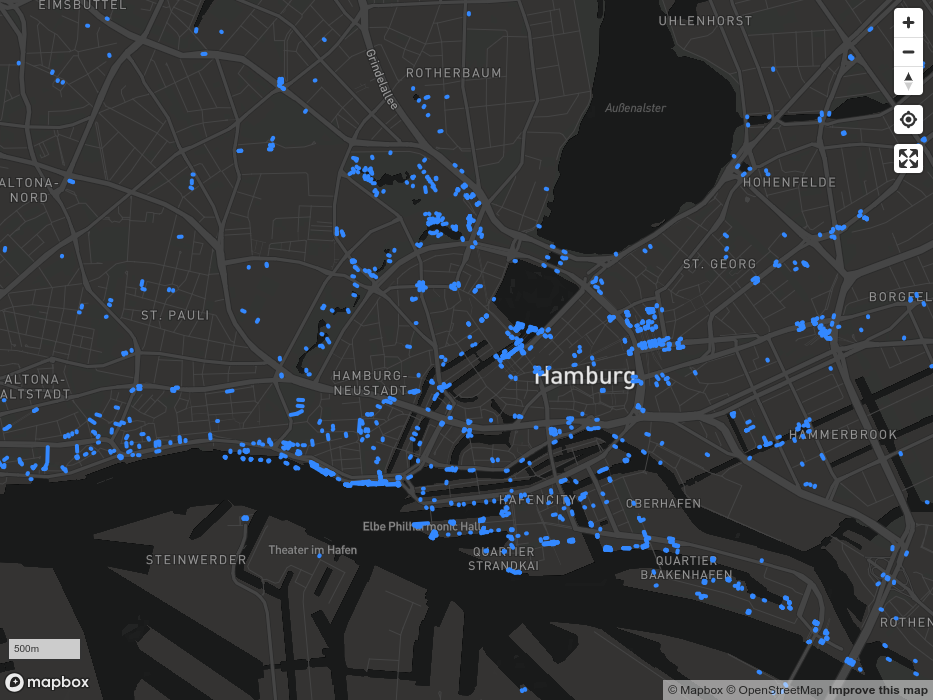 EIMSBÜTTEL
UHLENHORST
Grindelallee
ROTHERBAUM
Außenalster
ALTONA-
NORD
HOHENFELDE
ST. GEORG
BORGFEL
ST. PAULI
ALTONA-
ALTSTADT
HAMBURG-
NEUSTADT
Hamburg
HAMMERBROOK
HAFENCITY
OBERHAFEN
Elbe Philharmonic Hall
STEINWERDER
Theater im Hafen
QUARTIER
STRANDKAI
QUARTIER
BAAKENHAFEN
ROTHEN
500m
mapbox
© Mapbox © OpenStreetMap Improve this map